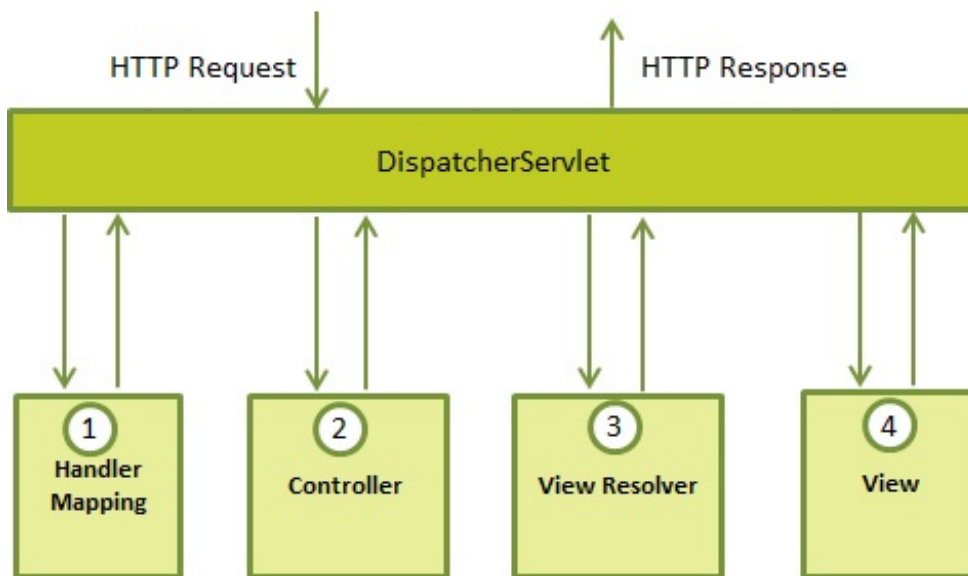 HTTP Request
HTTP Response
DispatcherServlet
1
Handler
Mapping
2
Controller
3
View Resolver
4
View